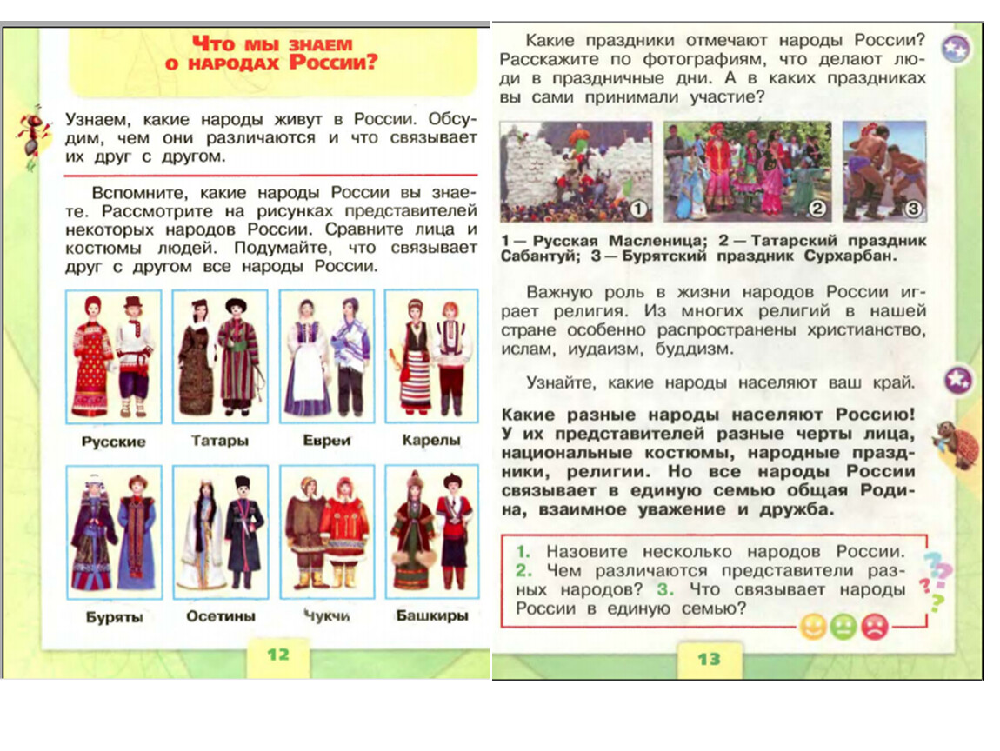 Что мы знаем
о народах России?
Узнаем, какие народы живут в России. Обсу-
дим, чем они различаются и что связывает
их друг с другом.
Вспомните, какие народы России вы знае-
те. Рассмотрите на рисунках представителей
некоторых народов России. Сравните лица и
костюмы людей. Подумайте, что связывает
друг с другом все народы России.
Русские
Татары
Евреи
Карелы
Буряты
Осетины
Чукчи
Башкиры
12
Какие праздники отмечают народы России?
Расскажите по фотографиям, что делают лю-
ди в праздничные дни. А в каких праздниках
вы сами принимали участие?
1
2
3
1 — Русская Масленица; 2 — Татарский праздник
Сабантуй; 3 — Бурятский праздник Сурхарбан.
Важную роль в жизни народов России иг-
рает религия. Из многих религий в нашей
стране особенно распространены христианство,
ислам, иудаизм, буддизм.
Узнайте, какие народы населяют ваш край.
Какие разные народы населяют Россию!
У их представителей разные черты лица,
национальные костюмы, народные празд-
ники, религии. Но все народы России
связывает в единую семью общая Роди-
на, взаимное уважение и дружба.
1. Назовите несколько народов России.
2. Чем различаются представители раз-
ных народов? 3. Что связывает народы
России в единую семью?
? ? ? ?
13